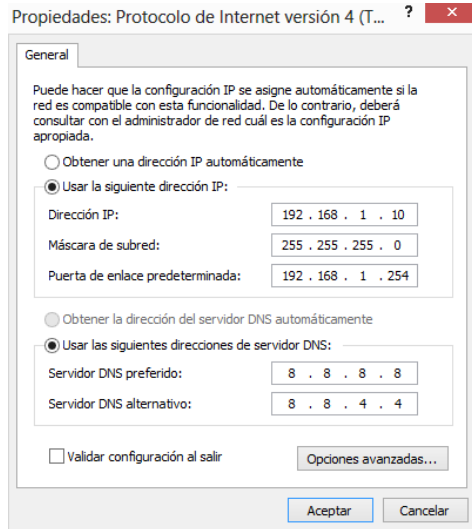 Propiedades: Protocolo de Internet versión 4 (T... ? ×
General
Puede hacer que la configuración IP se asigne automáticamente si la
red es compatible con esta funcionalidad. De lo contrario, deberá
consultar con el administrador de red cuál es la configuración IP
apropiada.
Obtener una dirección IP automáticamente
Usar la siguiente dirección IP:
Dirección IP: 192 . 168 . 1 . 10
Máscara de subred: 255 . 255 . 255 . 0
Puerta de enlace predeterminada: 192 . 168 . 1 . 254
Obtener la dirección del servidor DNS automáticamente
Usar las siguientes direcciones de servidor DNS:
Servidor DNS preferido: 8 . 8 . 8 . 8
Servidor DNS alternativo: 8 . 8 . 4 . 4
Validar configuración al salir Opciones avanzadas...
Aceptar Cancelar